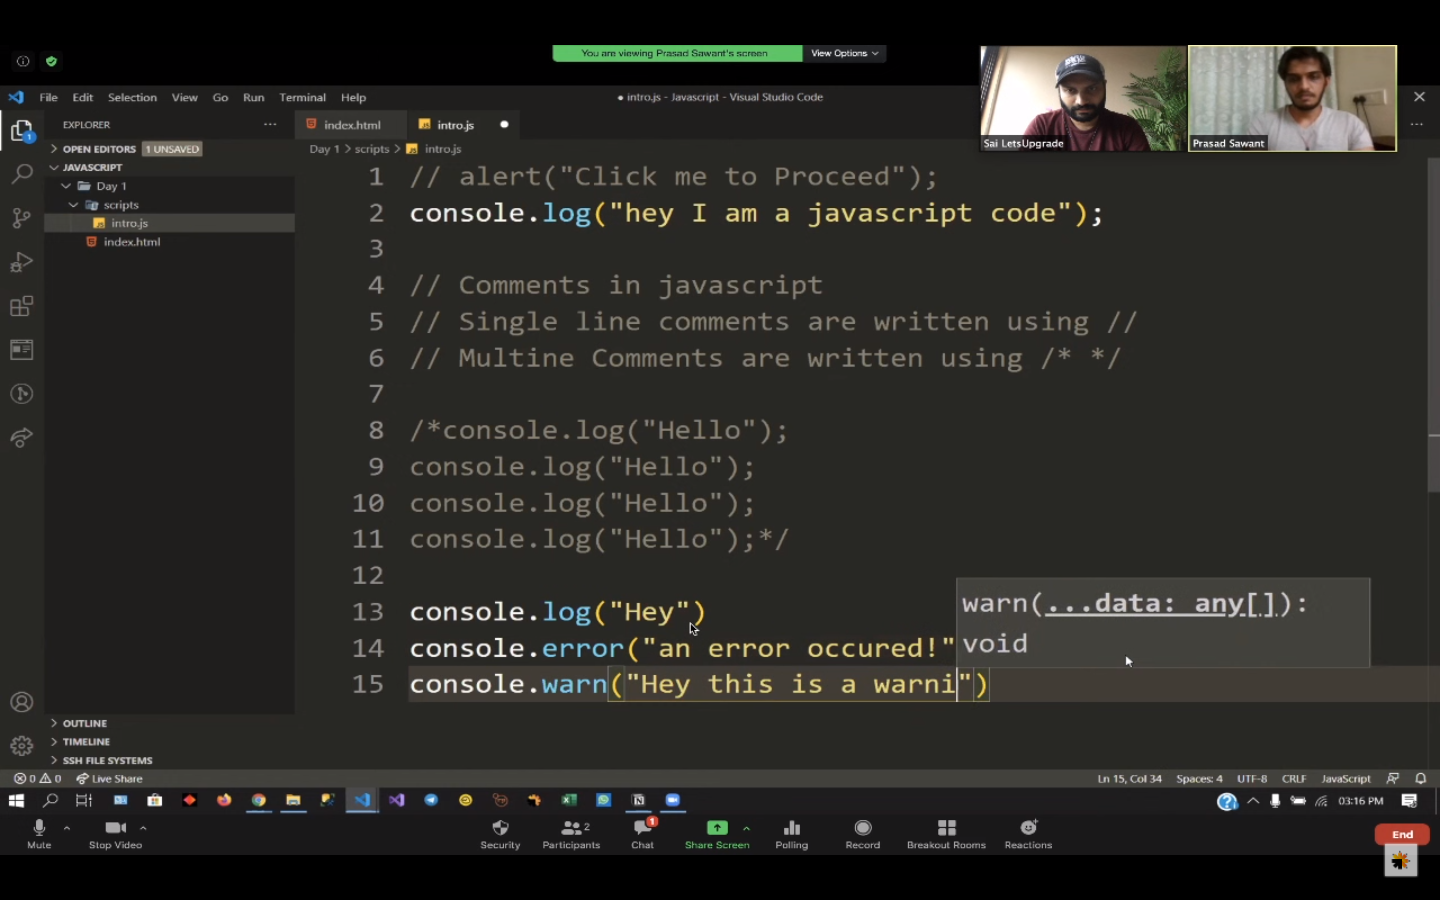 You are viewing Prasad Sawant's screen
View Options
File Edit Selection View Go Run Terminal Help
● intro.js - Javascript - Visual Studio Code
Sai LetsUpgrade
Prasad Sawant
EXPLORER
index.html
intro.js
OPEN EDITORS 1 UNSAVED
Day 1 > scripts > intro.js
JAVASCRIPT
Day 1
scripts
intro.js
index.html
1 // alert("Click me to Proceed");
2 console.log("hey I am a javascript code");
3
4 // Comments in javascript
5 // Single line comments are written using //
6 // Multine Comments are written using /* */
7
8 /*console.log("Hello");
9 console.log("Hello");
10 console.log("Hello");
11 console.log("Hello");*/
12
13 console.log("Hey")
14 console.error("an error occured!"
15 console.warn("Hey this is a warni")
warn(...data: any[]):
void
OUTLINE
TIMELINE
SSH FILE SYSTEMS
0 0 Live Share
Ln 15, Col 34 Spaces: 4 UTF-8 CRLF JavaScript
03:16 PM
Mute
Stop Video
Security
Participants 2
Chat 1
Share Screen
Polling
Record
Breakout Rooms
Reactions
End